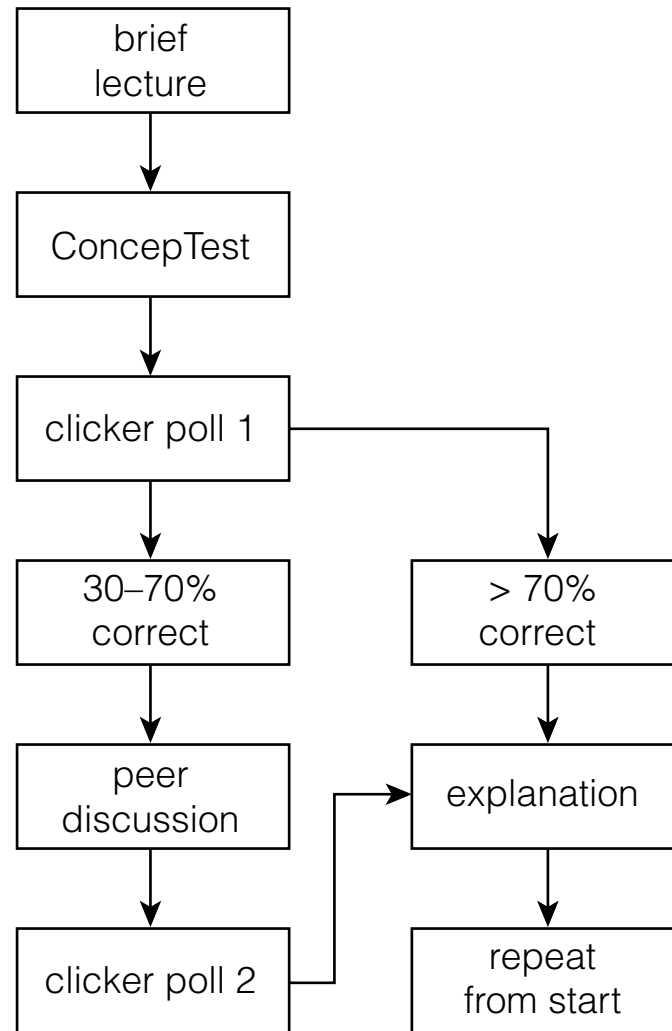 brief
lecture
ConcepTest
clicker poll 1
30–70%
correct
> 70%
correct
peer
discussion
explanation
clicker poll 2
repeat
from start